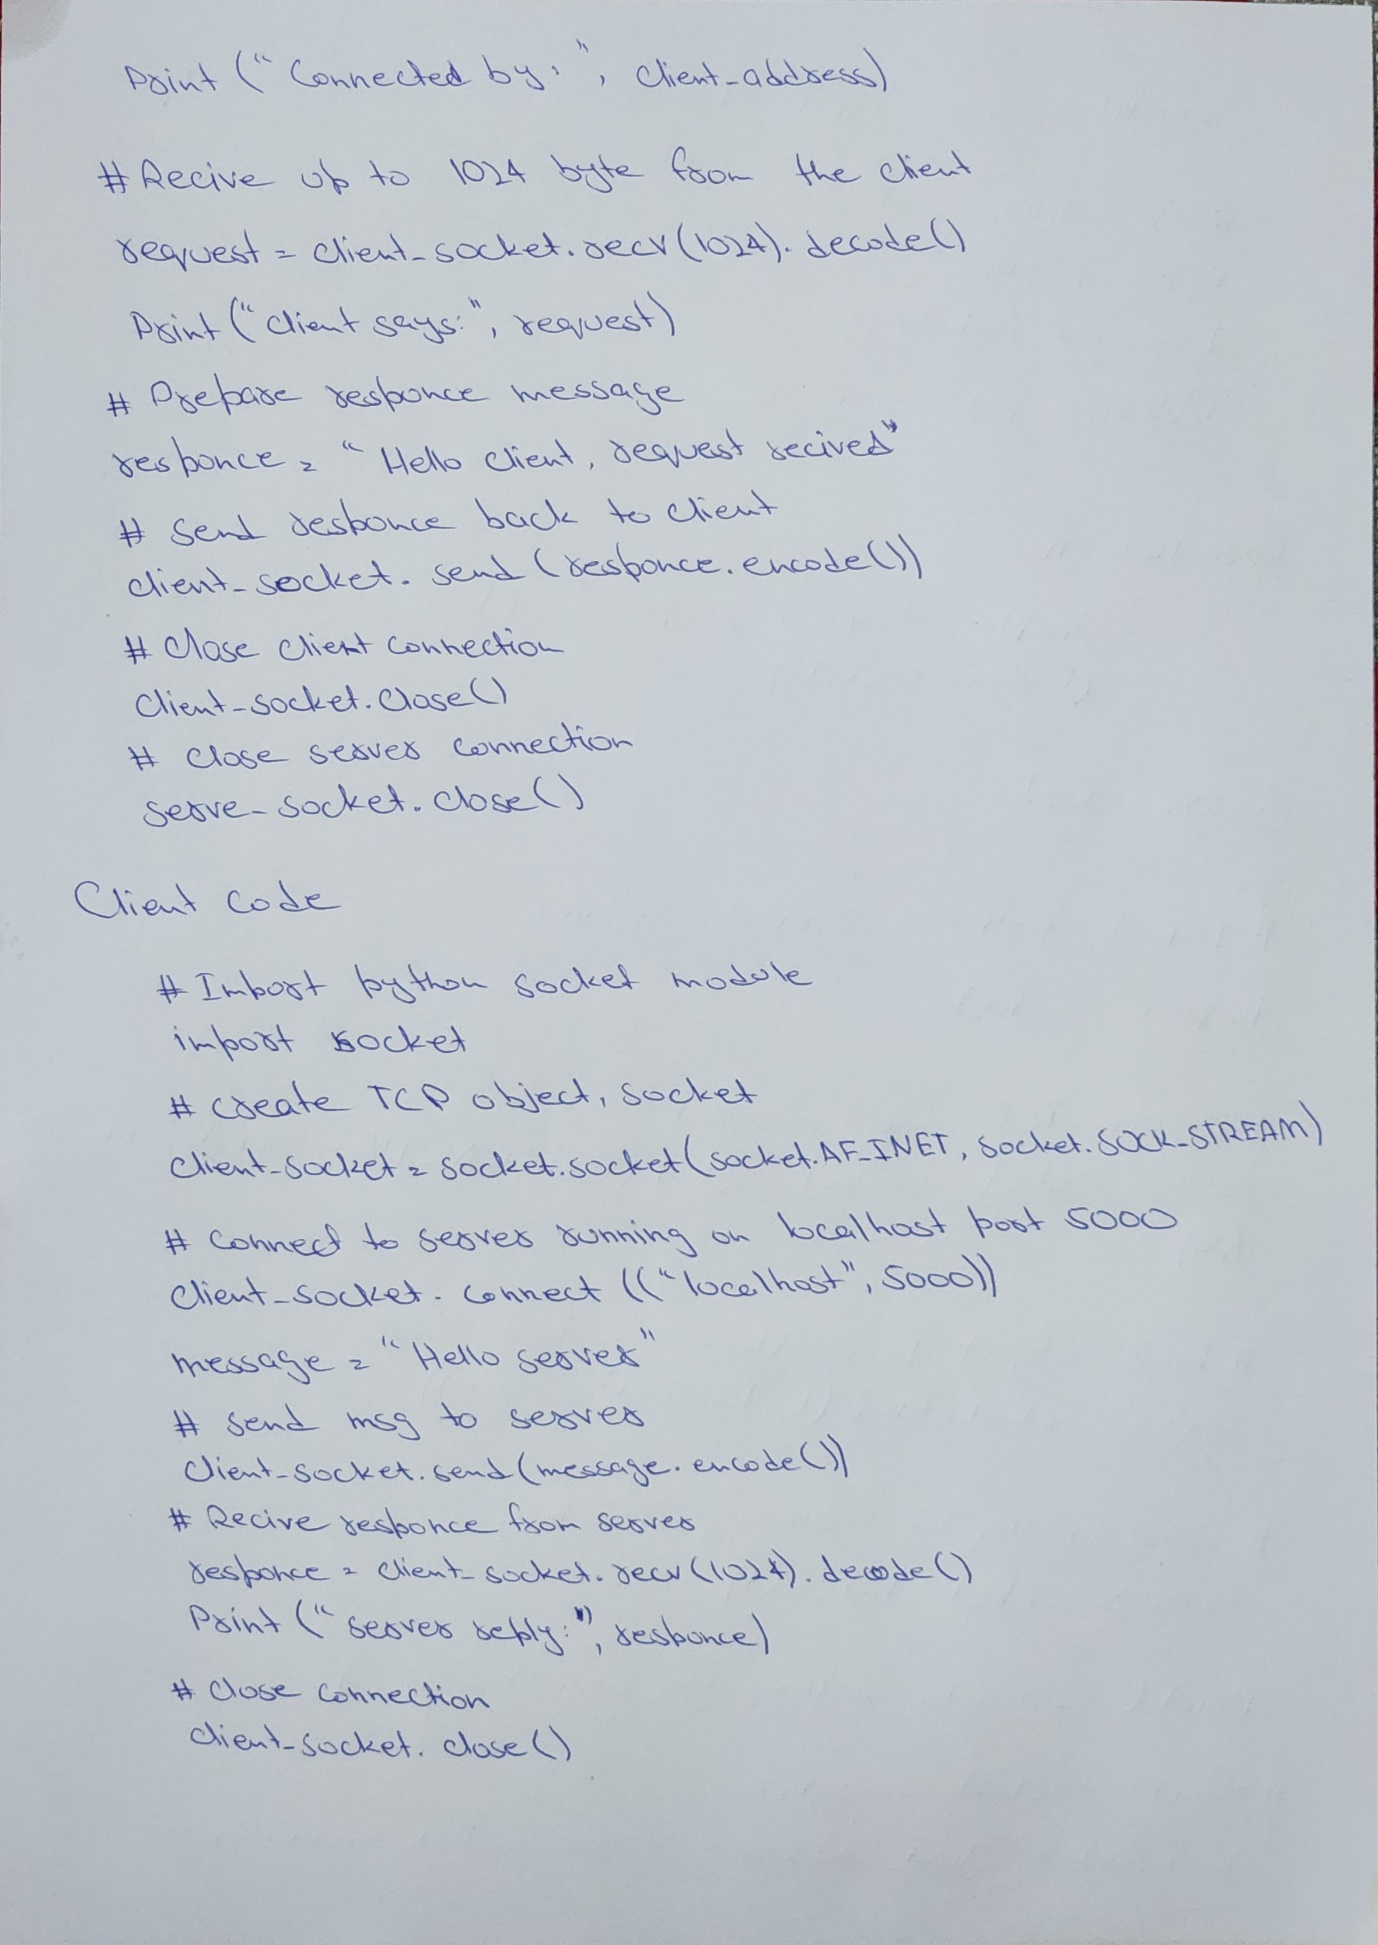 Print ("Connected by:", client_address)
# Recive up to 1024 byte from the client
request = client_socket.recv(1024).decode()
Print ("client says:", request)
# Prepare responce message
responce = "Hello client, request recived"
# send responce back to client
client_socket.send (responce.encode())
# Close client connection
Client_socket.close()
# close server connection
serve_socket.close()
Client code
# Import python socket module
import socket
# create TCP object, socket
client_socket = socket.socket(socket.AF_INET, socket.SOCK_STREAM)
# connect to server running on localhost port 5000
client_socket.connect (("localhost", 5000))
message = "Hello server"
# send msg to server
client_socket.send(message.encode())
# Recive responce from server
responce = client_socket.recv(1024).decode()
Print ("server reply:", responce)
# close connection
client_socket.close()